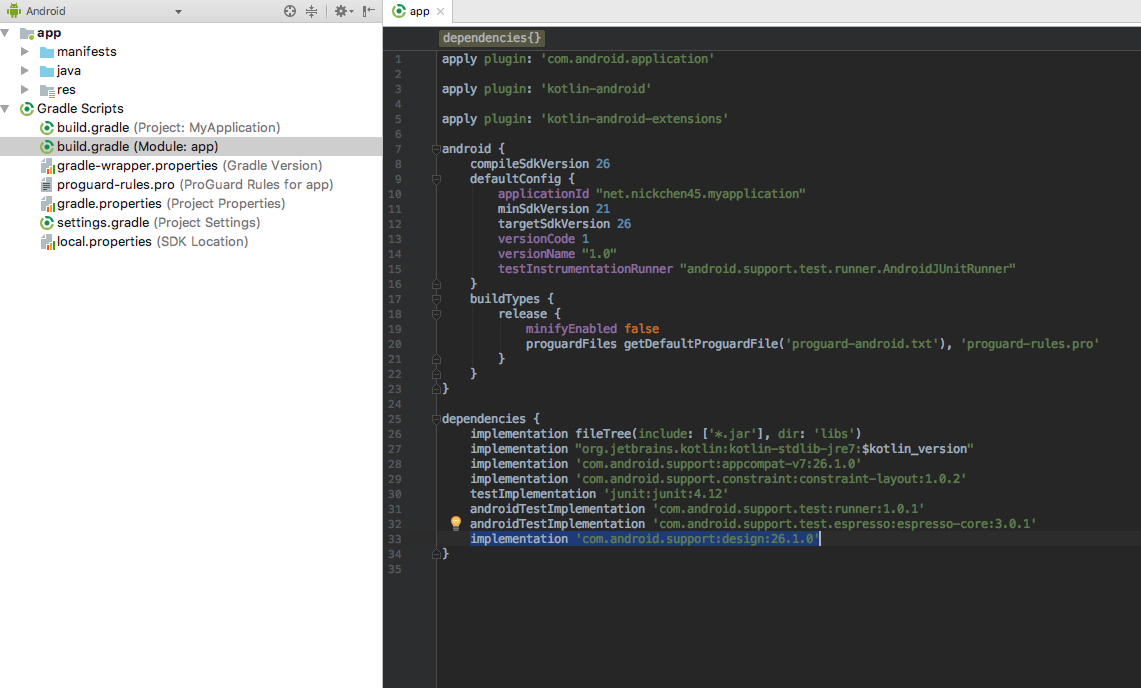 Android
app
app
manifests
java
res
Gradle Scripts
build.gradle (Project: MyApplication)
build.gradle (Module: app)
gradle-wrapper.properties (Gradle Version)
proguard-rules.pro (ProGuard Rules for app)
gradle.properties (Project Properties)
settings.gradle (Project Settings)
local.properties (SDK Location)
dependencies{}
1 apply plugin: 'com.android.application'
2
3 apply plugin: 'kotlin-android'
4
5 apply plugin: 'kotlin-android-extensions'
6
7 android {
8 compileSdkVersion 26
9 defaultConfig {
10 applicationId "net.nickchen45.myapplication"
11 minSdkVersion 21
12 targetSdkVersion 26
13 versionCode 1
14 versionName "1.0"
15 testInstrumentationRunner "android.support.test.runner.AndroidJUnitRunner"
16 }
17 buildTypes {
18 release {
19 minifyEnabled false
20 proguardFiles getDefaultProguardFile('proguard-android.txt'), 'proguard-rules.pro'
21 }
22 }
23 }
24
25 dependencies {
26 implementation fileTree(include: ['*.jar'], dir: 'libs')
27 implementation "org.jetbrains.kotlin:kotlin-stdlib-jre7:$kotlin_version"
28 implementation 'com.android.support:appcompat-v7:26.1.0'
29 implementation 'com.android.support.constraint:constraint-layout:1.0.2'
30 testImplementation 'junit:junit:4.12'
31 androidTestImplementation 'com.android.support.test:runner:1.0.1'
32 androidTestImplementation 'com.android.support.test.espresso:espresso-core:3.0.1'
33 implementation 'com.android.support:design:26.1.0'
34 }
35